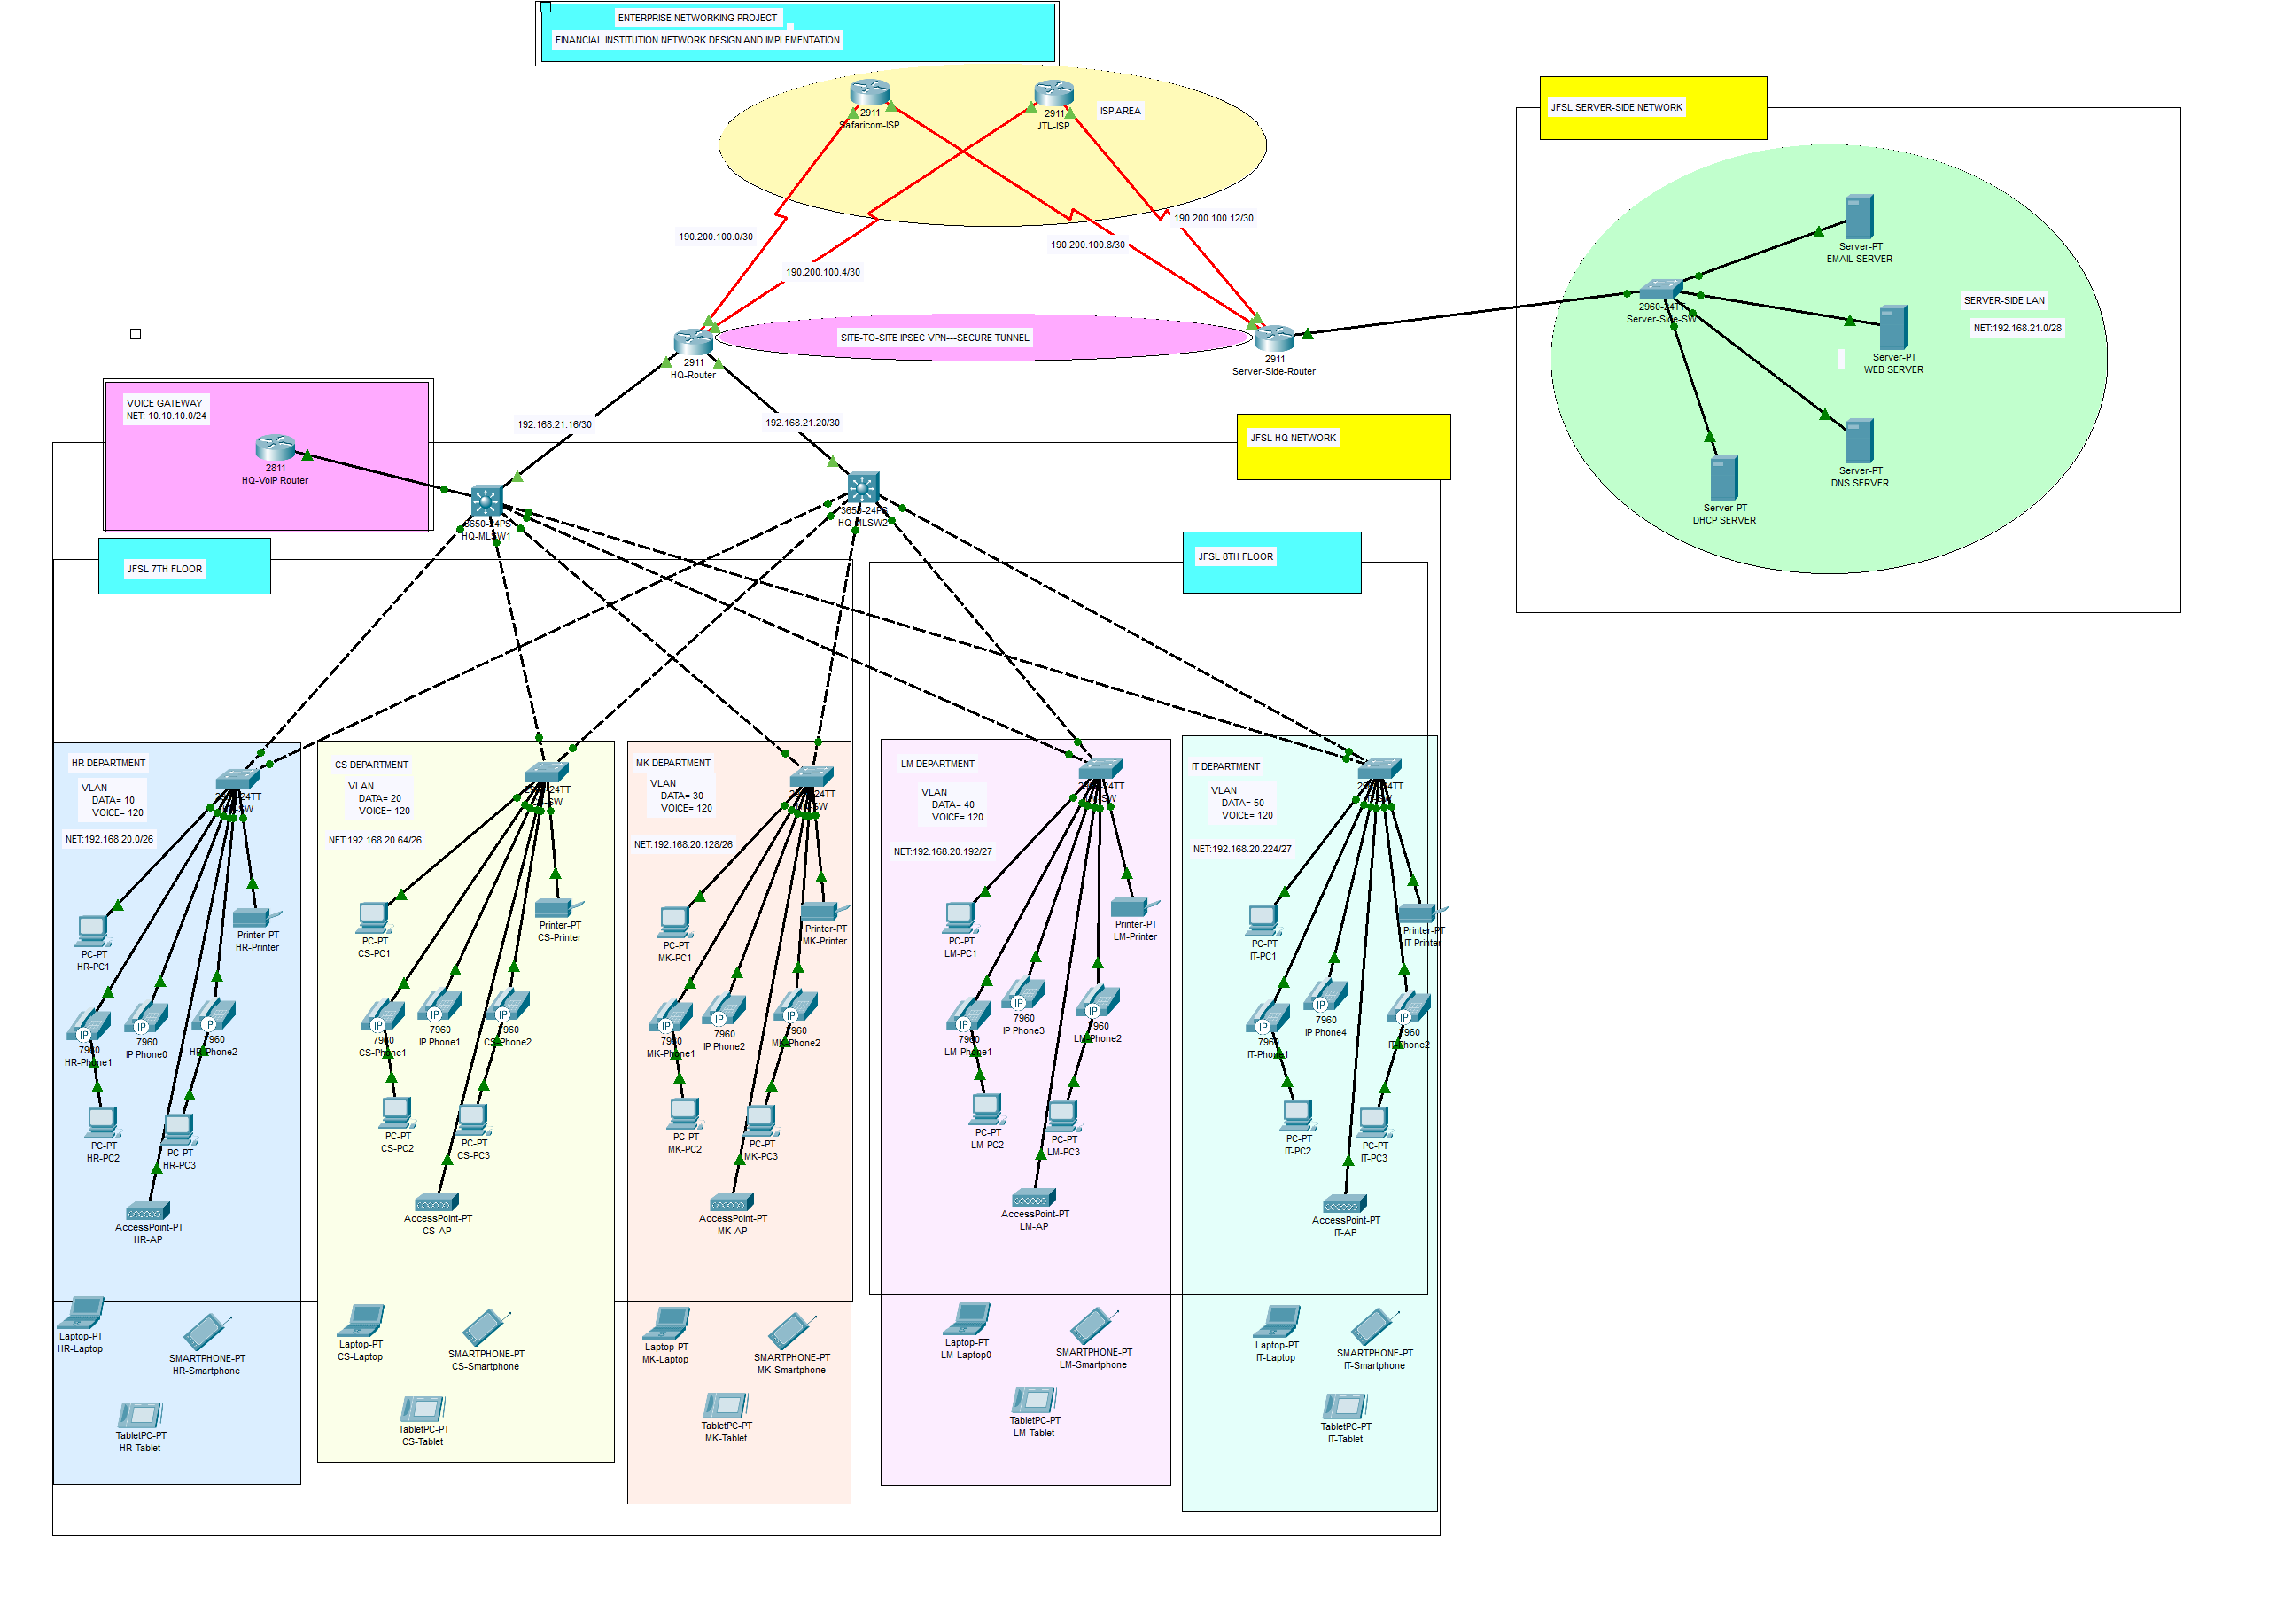 ENTERPRISE NETWORKING PROJECT
FINANCIAL INSTITUTION NETWORK DESIGN AND IMPLEMENTATION
2911
Safaricom-ISP
2911
JTL-ISP
ISP AREA
190.200.100.0/30
190.200.100.4/30
190.200.100.8/30
190.200.100.12/30
SITE-TO-SITE IPSEC VPN---SECURE TUNNEL
2911
HQ-Router
2911
Server-Side-Router
JFSL SERVER-SIDE NETWORK
Server-PT
EMAIL SERVER
2960-24TT
Server-Side-SW
SERVER-SIDE LAN
NET:192.168.21.0/28
Server-PT
WEB SERVER
Server-PT
DNS SERVER
Server-PT
DHCP SERVER
VOICE GATEWAY
NET: 10.10.10.0/24
2811
HQ-VoIP Router
192.168.21.16/30
192.168.21.20/30
JFSL HQ NETWORK
3650-24PS
HQ-MLSW1
3650-24PS
HQ-MLSW2
JFSL 7TH FLOOR
JFSL 8TH FLOOR
HR DEPARTMENT
VLAN
DATA= 10
VOICE= 120
NET:192.168.20.0/26
PC-PT
HR-PC1
Printer-PT
HR-Printer
7960
HR-Phone1
7960
IP Phone0
7960
HR-Phone2
PC-PT
HR-PC2
PC-PT
HR-PC3
AccessPoint-PT
HR-AP
Laptop-PT
HR-Laptop
SMARTPHONE-PT
HR-Smartphone
TabletPC-PT
HR-Tablet
CS DEPARTMENT
VLAN
DATA= 20
VOICE= 120
NET:192.168.20.64/26
PC-PT
CS-PC1
Printer-PT
CS-Printer
7960
CS-Phone1
7960
IP Phone1
7960
CS-Phone2
PC-PT
CS-PC2
PC-PT
CS-PC3
AccessPoint-PT
CS-AP
Laptop-PT
CS-Laptop
SMARTPHONE-PT
CS-Smartphone
TabletPC-PT
CS-Tablet
MK DEPARTMENT
VLAN
DATA= 30
VOICE= 120
NET:192.168.20.128/26
PC-PT
MK-PC1
Printer-PT
MK-Printer
7960
MK-Phone1
7960
IP Phone2
7960
MK-Phone2
PC-PT
MK-PC2
PC-PT
MK-PC3
AccessPoint-PT
MK-AP
Laptop-PT
MK-Laptop
SMARTPHONE-PT
MK-Smartphone
TabletPC-PT
MK-Tablet
LM DEPARTMENT
VLAN
DATA= 40
VOICE= 120
NET:192.168.20.192/27
PC-PT
LM-PC1
Printer-PT
LM-Printer
7960
LM-Phone1
7960
IP Phone3
7960
LM-Phone2
PC-PT
LM-PC2
PC-PT
LM-PC3
AccessPoint-PT
LM-AP
Laptop-PT
LM-Laptop0
SMARTPHONE-PT
LM-Smartphone
TabletPC-PT
LM-Tablet
IT DEPARTMENT
VLAN
DATA= 50
VOICE= 120
NET:192.168.20.224/27
PC-PT
IT-PC1
Printer-PT
IT-Printer
7960
IT-Phone1
7960
IP Phone4
7960
IT-Phone2
PC-PT
IT-PC2
PC-PT
IT-PC3
AccessPoint-PT
IT-AP
Laptop-PT
IT-Laptop
SMARTPHONE-PT
IT-Smartphone
TabletPC-PT
IT-Tablet